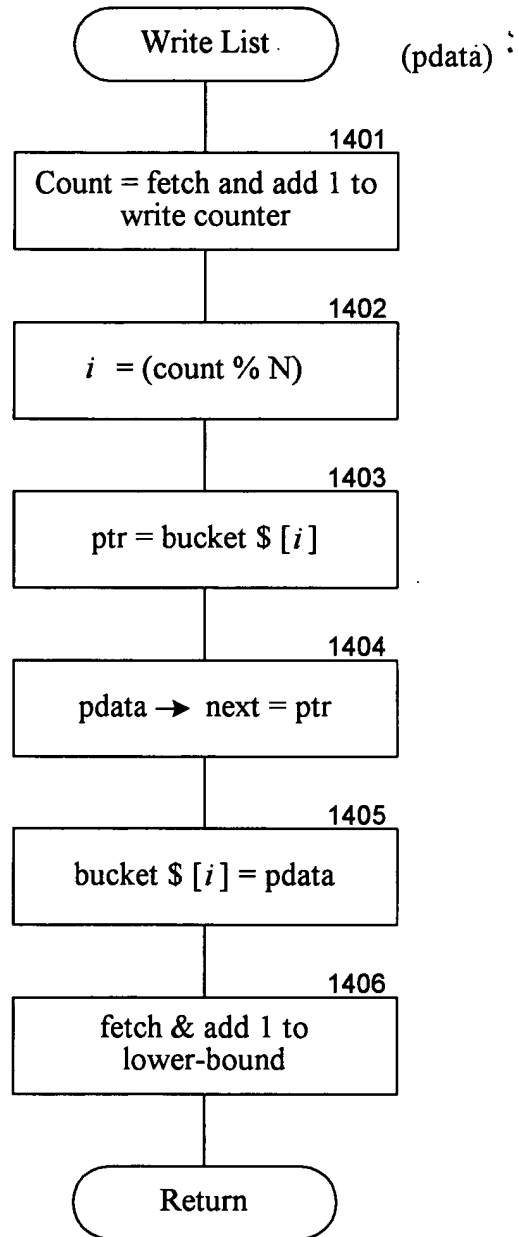 Write List
(pdata)
1401
Count = fetch and add 1 to
write counter
1402
i = (count % N)
1403
ptr = bucket $ [i]
1404
pdata → next = ptr
1405
bucket $ [i] = pdata
1406
fetch & add 1 to
lower-bound
Return